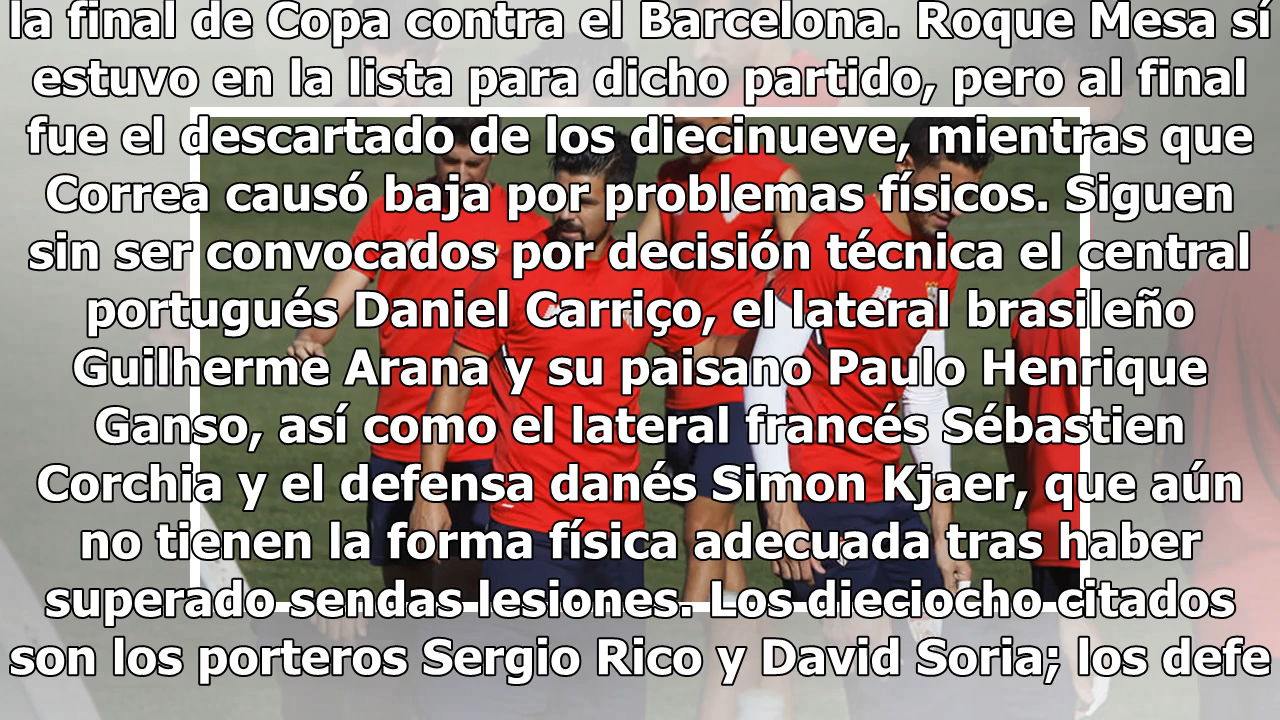 la final de Copa contra el Barcelona. Roque Mesa sí
estuvo en la lista para dicho partido, pero al final
fue el descartado de los diecinueve, mientras que
Correa causó baja por problemas físicos. Siguen
sin ser convocados por decisión técnica el central
portugués Daniel Carriço, el lateral brasileño
Guilherme Arana y su paisano Paulo Henrique
Ganso, así como el lateral francés Sébastien
Corchia y el defensa danés Simon Kjaer, que aún
no tienen la forma física adecuada tras haber
superado sendas lesiones. Los dieciocho citados
son los porteros Sergio Rico y David Soria; los defe